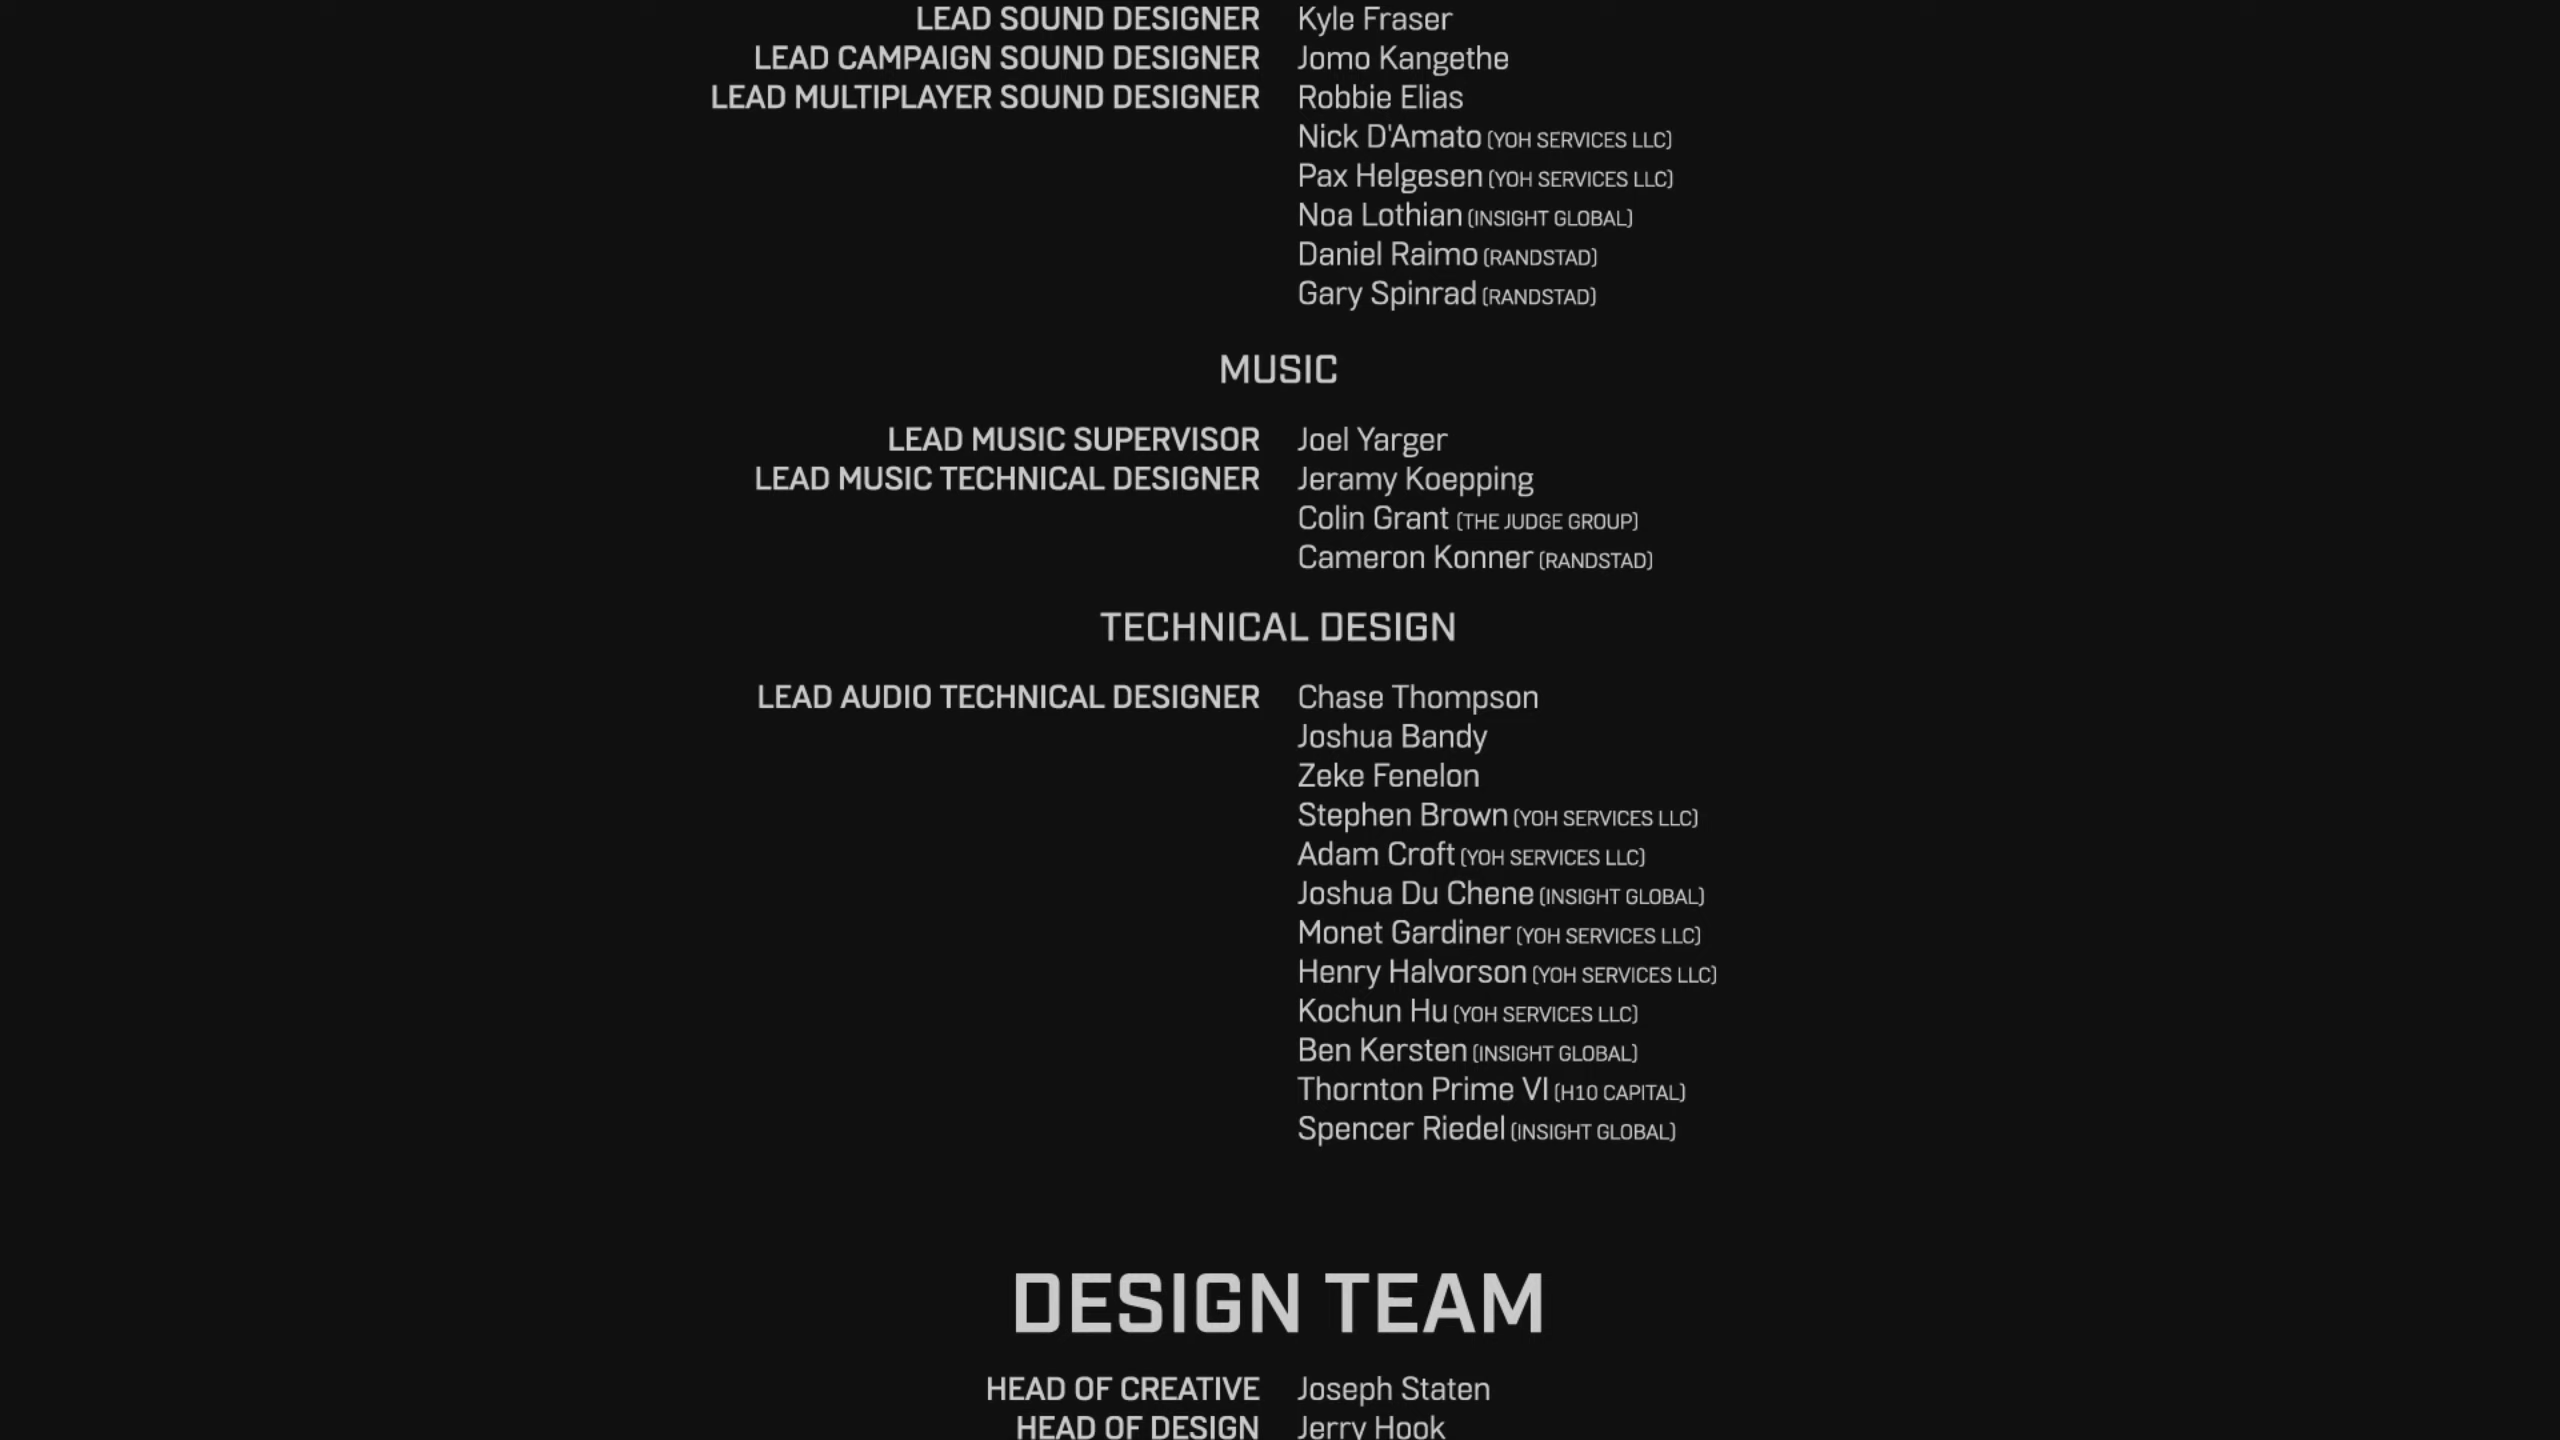 LEAD SOUND DESIGNER Kyle Fraser
LEAD CAMPAIGN SOUND DESIGNER Jomo Kangethe
LEAD MULTIPLAYER SOUND DESIGNER Robbie Elias
Nick D'Amato (YOH SERVICES LLC)
Pax Helgesen (YOH SERVICES LLC)
Noa Lothian (INSIGHT GLOBAL)
Daniel Raimo (RANDSTAD)
Gary Spinrad (RANDSTAD)
MUSIC
LEAD MUSIC SUPERVISOR Joel Yarger
LEAD MUSIC TECHNICAL DESIGNER Jeramy Koepping
Colin Grant (THE JUDGE GROUP)
Cameron Konner (RANDSTAD)
TECHNICAL DESIGN
LEAD AUDIO TECHNICAL DESIGNER Chase Thompson
Joshua Bandy
Zeke Fenelon
Stephen Brown (YOH SERVICES LLC)
Adam Croft (YOH SERVICES LLC)
Joshua Du Chene (INSIGHT GLOBAL)
Monet Gardiner (YOH SERVICES LLC)
Henry Halvorson (YOH SERVICES LLC)
Kochun Hu (YOH SERVICES LLC)
Ben Kersten (INSIGHT GLOBAL)
Thornton Prime VI (H10 CAPITAL)
Spencer Riedel (INSIGHT GLOBAL)
DESIGN TEAM
HEAD OF CREATIVE Joseph Staten
HEAD OF DESIGN Jerry Hook